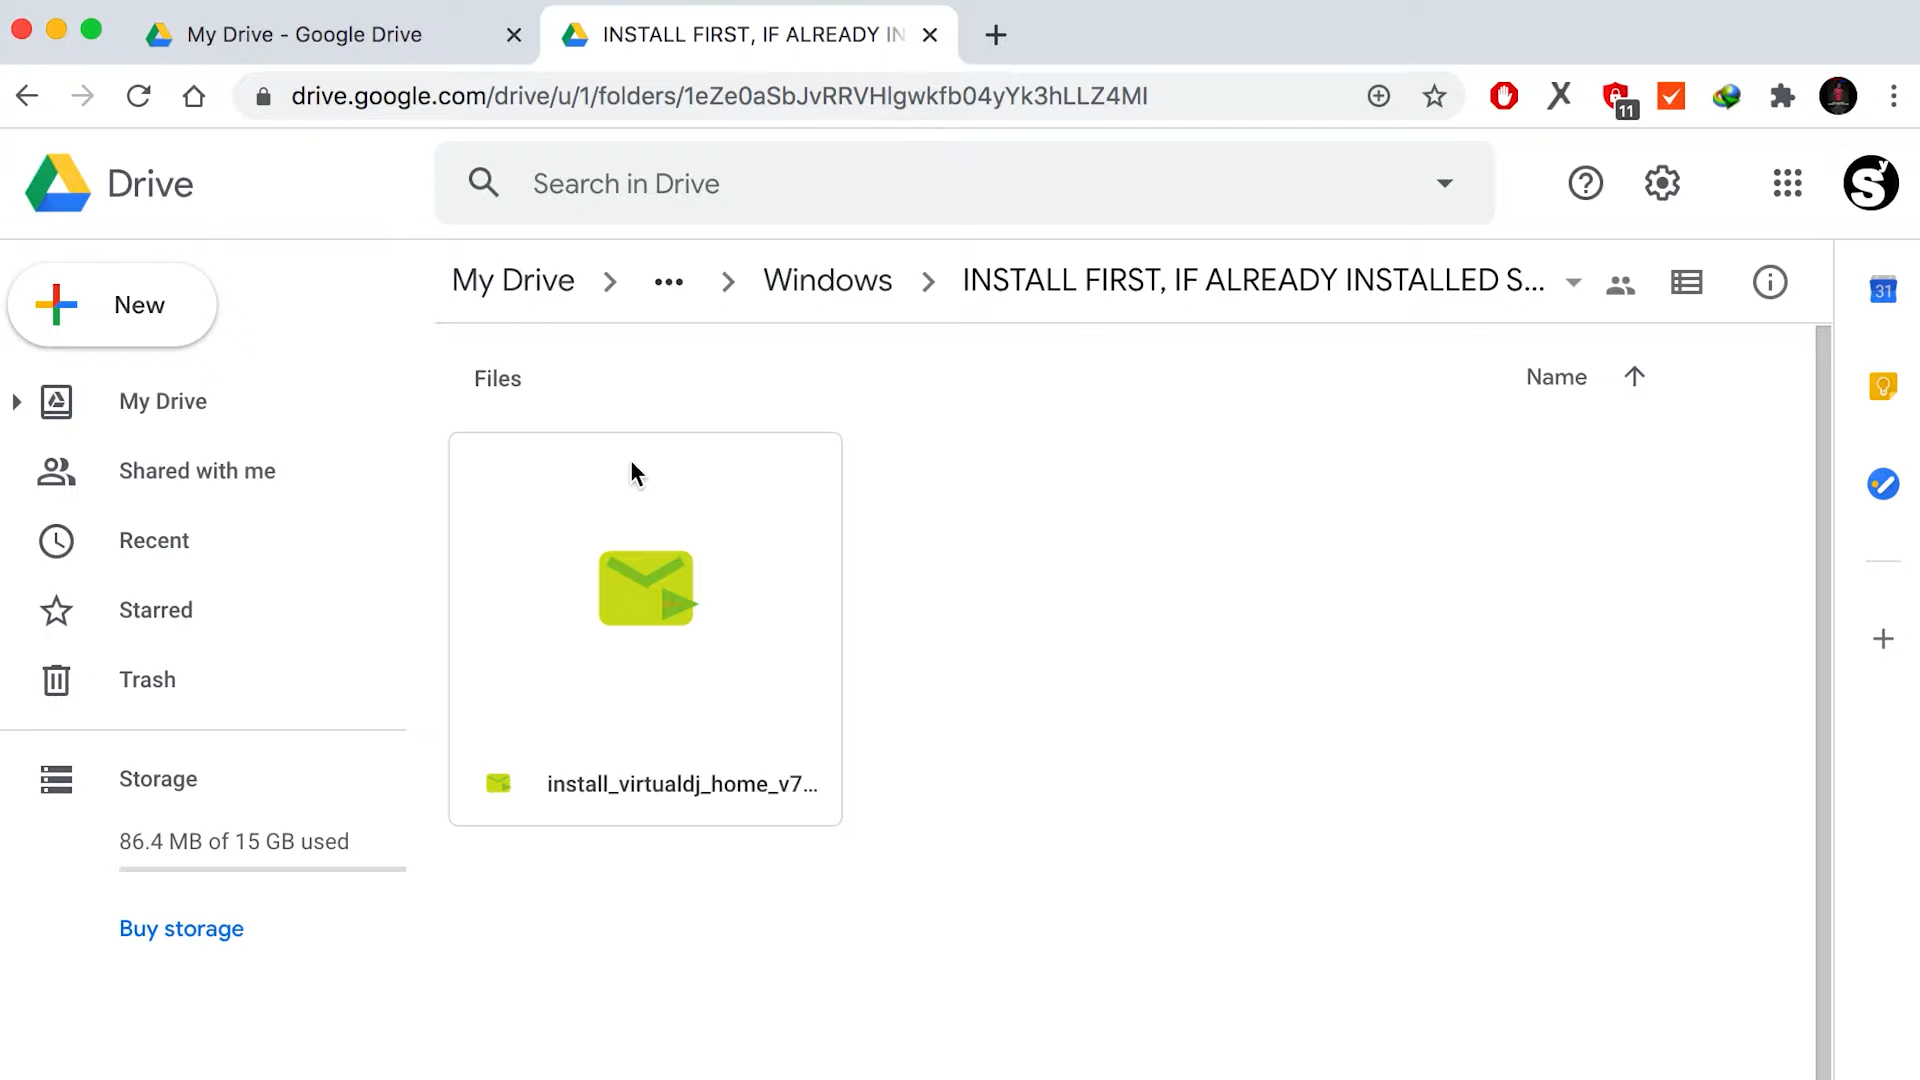 My Drive - Google Drive
INSTALL FIRST, IF ALREADY IN
drive.google.com/drive/u/1/folders/1eZe0aSbJvRRVHlgwkfb04yYk3hLLZ4MI
11
Drive
Search in Drive
S
New
My Drive
...
Windows
INSTALL FIRST, IF ALREADY INSTALLED S...
31
Files
Name
My Drive
Shared with me
Recent
Starred
Trash
install_virtualdj_home_v7...
Storage
86.4 MB of 15 GB used
Buy storage